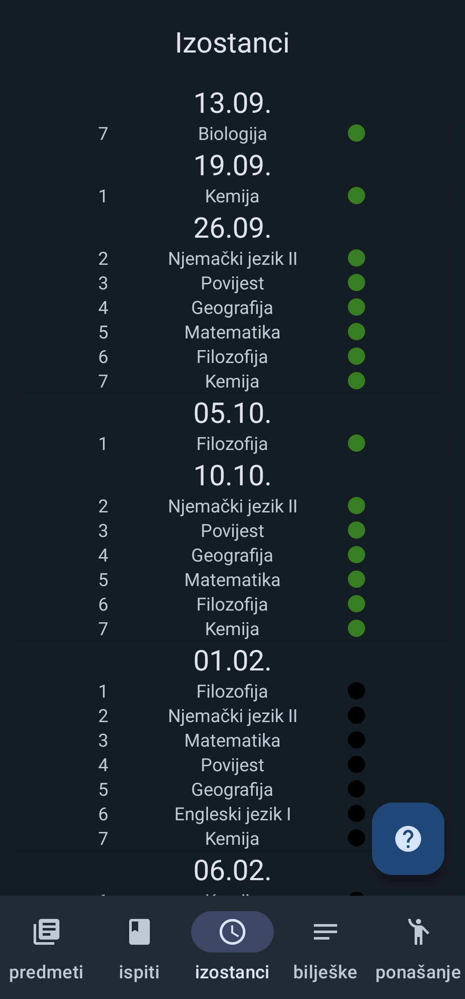 Izostanci
13.09.
7 Biologija
19.09.
1 Kemija
26.09.
2 Njemački jezik II
3 Povijest
4 Geografija
5 Matematika
6 Filozofija
7 Kemija
05.10.
1 Filozofija
10.10.
2 Njemački jezik II
3 Povijest
4 Geografija
5 Matematika
6 Filozofija
7 Kemija
01.02.
1 Filozofija
2 Njemački jezik II
3 Matematika
4 Povijest
5 Geografija
6 Engleski jezik I
7 Kemija
06.02.
predmeti ispiti izostanci bilješke ponašanje